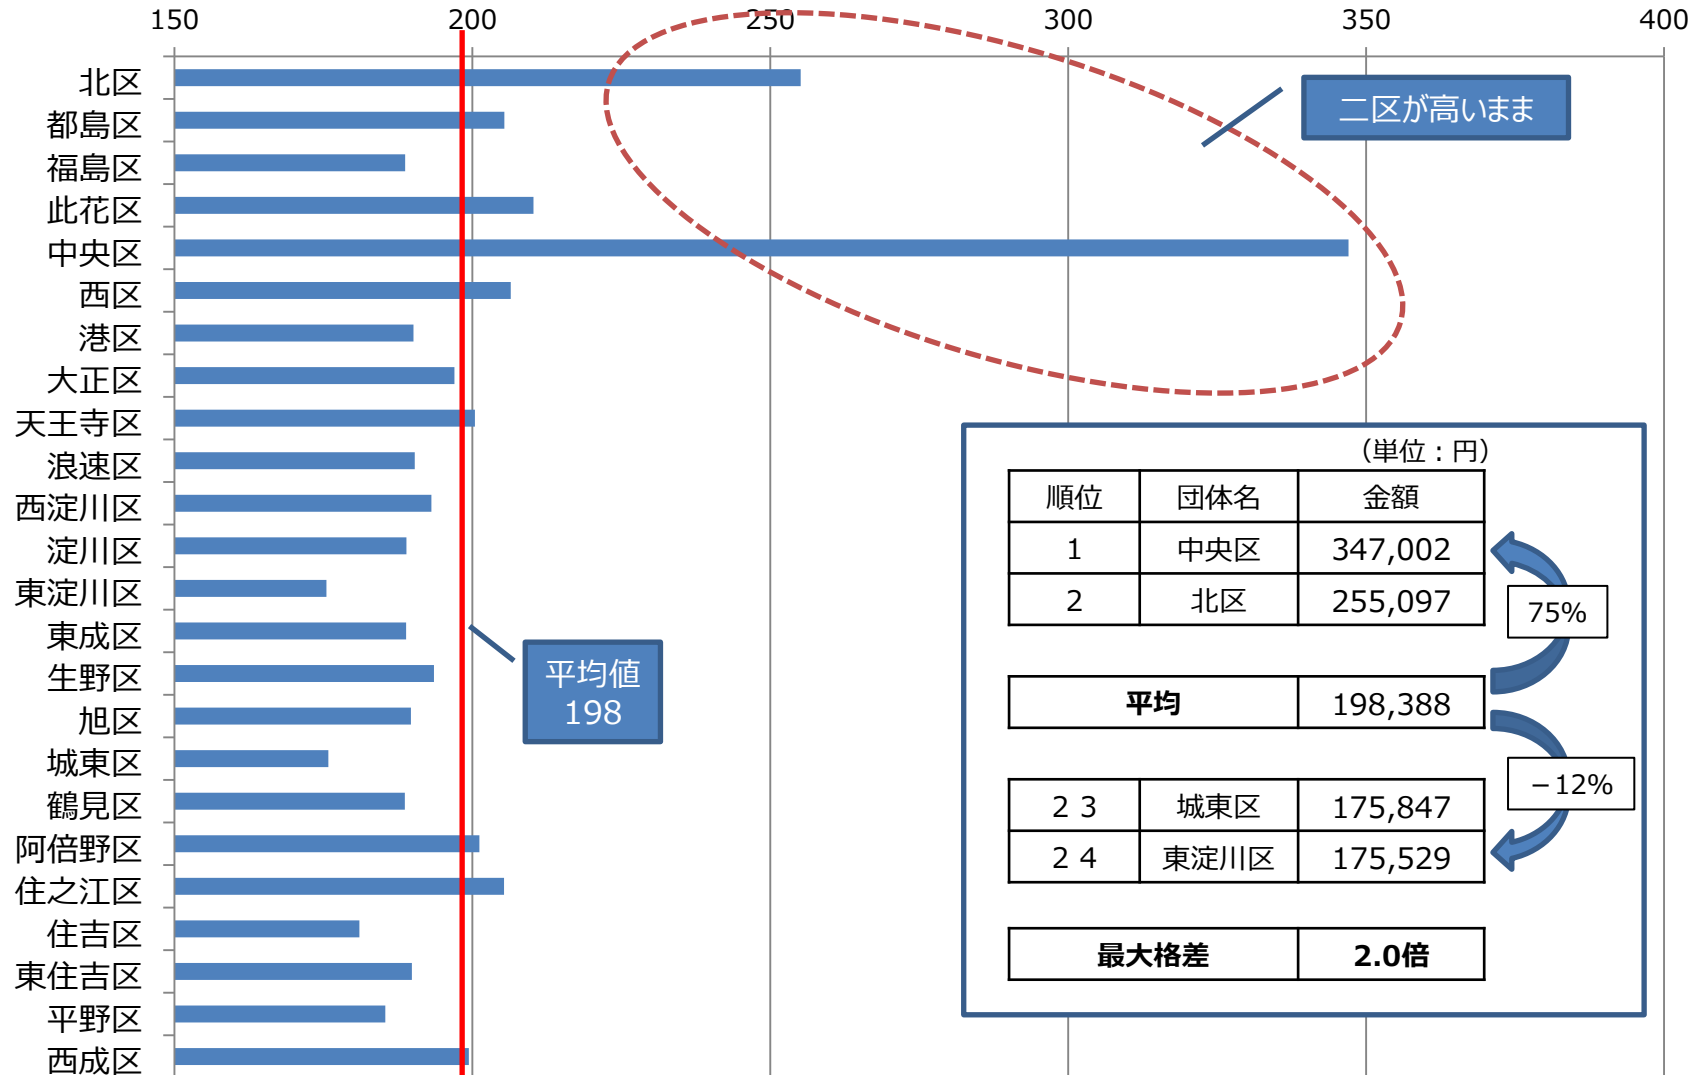 150 200 250 300 350 400
北区
都島区
福島区
此花区
中央区
西区
港区
大正区
天王寺区
浪速区
西淀川区
淀川区
東淀川区
東成区
生野区
旭区
城東区
鶴見区
阿倍野区
住之江区
住吉区
東住吉区
平野区
西成区
二区が高いまま
平均値
198
（単位：円）
順位 団体名 金額
1 中央区 347,002
2 北区 255,097
75%
平均 198,388
－12%
２３ 城東区 175,847
２４ 東淀川区 175,529
最大格差 2.0倍